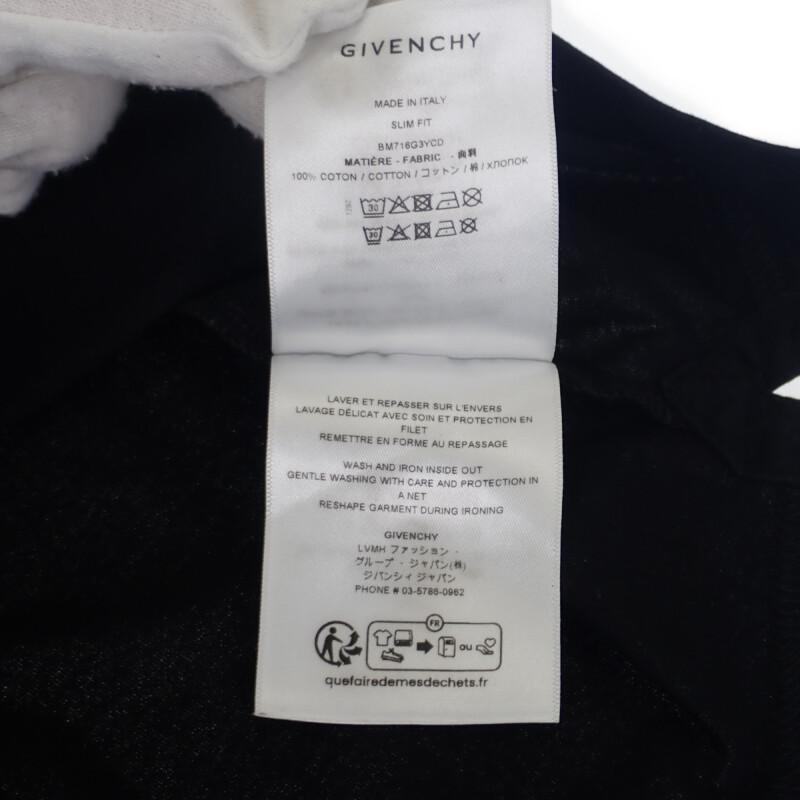 GIVENCHY
MADE IN ITALY
SLIM FIT
BM716G3YCD
MATIÈRE - FABRIC - 面料
100% COTON / COTTON / コットン / 棉 / ХЛОПОК
30
30
LAVER ET REPASSER SUR L'ENVERS
LAVAGE DÉLICAT AVEC SOIN ET PROTECTION EN
FILET
REMETTRE EN FORME AU REPASSAGE
WASH AND IRON INSIDE OUT
GENTLE WASHING WITH CARE AND PROTECTION IN
A NET
RESHAPE GARMENT DURING IRONING
GIVENCHY
LVMH ファッション ・
グループ ・ ジャパン(株)
ジバンシィ ジャパン
PHONE # 03-5786-0962
FR
OU
quefairedemesdechets.fr